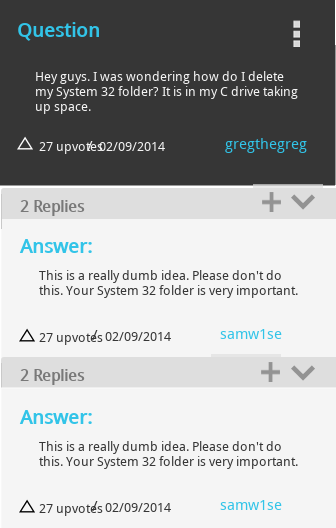 Question
Hey guys. I was wondering how do I delete
my System 32 folder? It is in my C drive taking
up space.
27 upvotes / 02/09/2014 gregthegreg
2 Replies
Answer:
This is a really dumb idea. Please don't do
this. Your System 32 folder is very important.
27 upvotes / 02/09/2014 samw1se
2 Replies
Answer:
This is a really dumb idea. Please don't do
this. Your System 32 folder is very important.
27 upvotes / 02/09/2014 samw1se